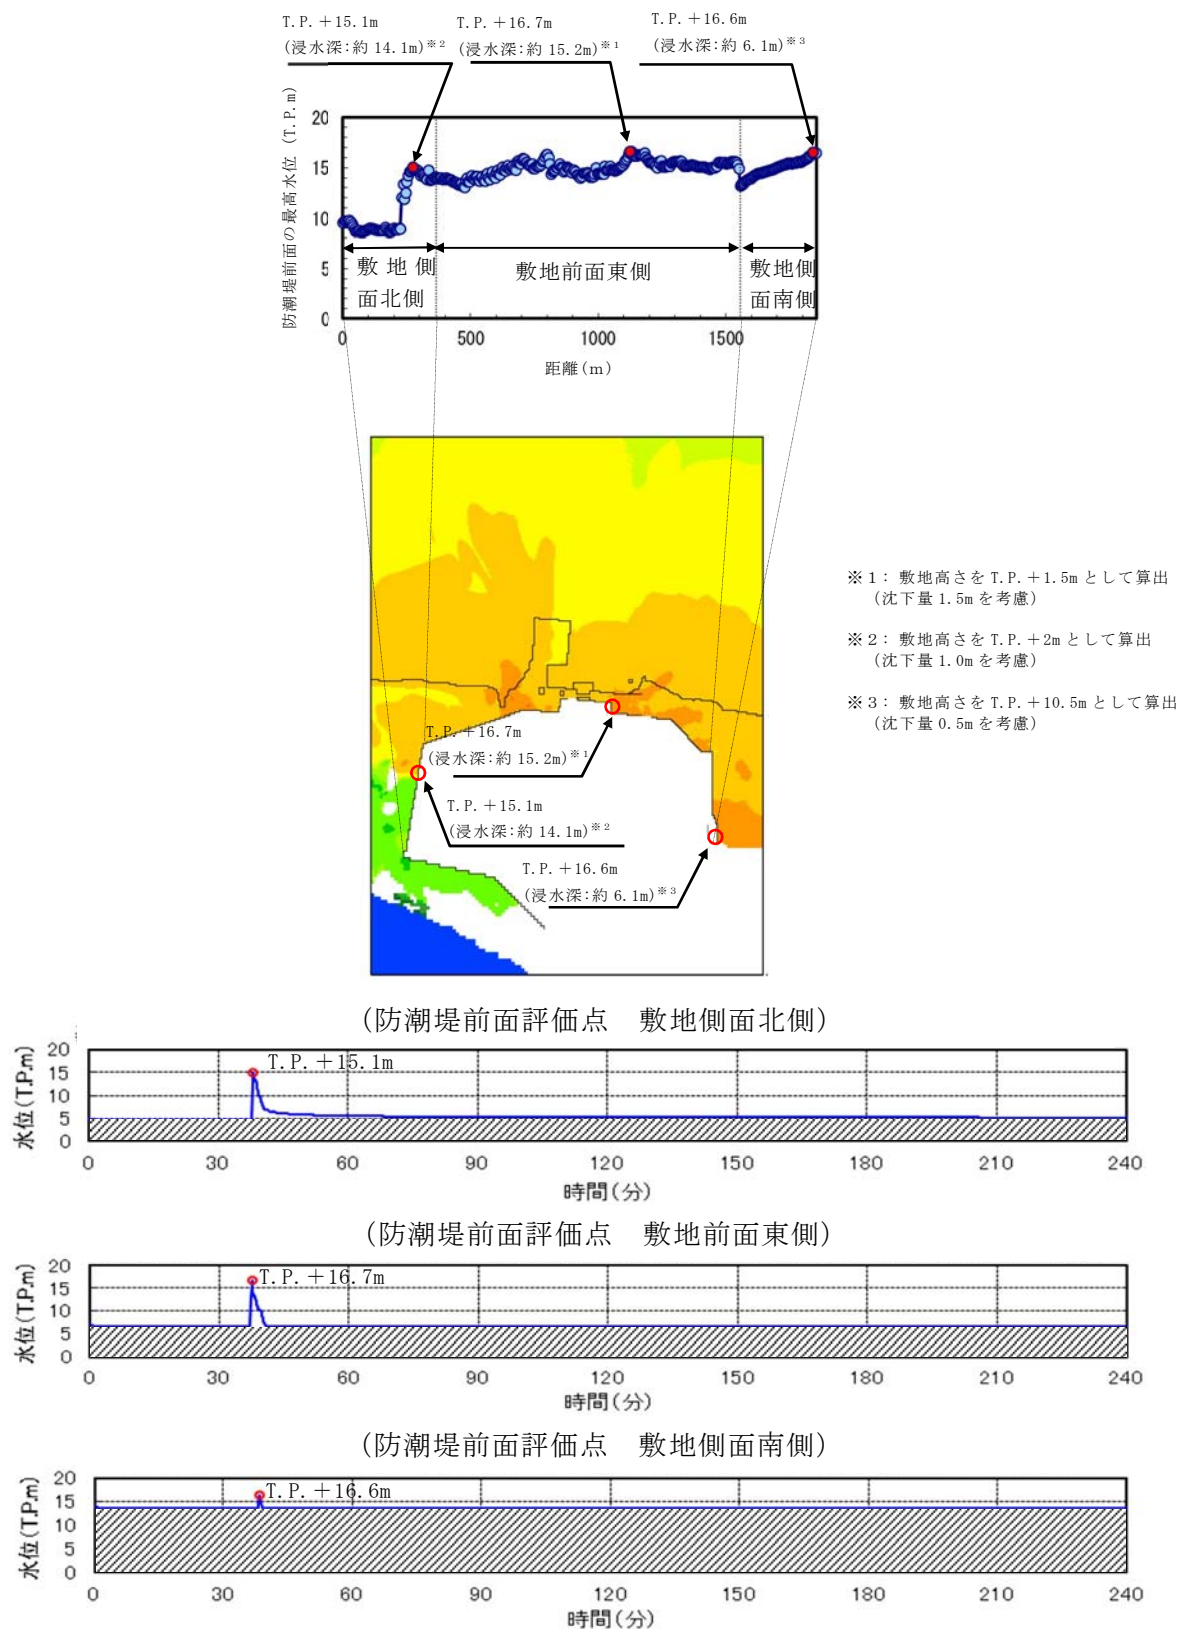 T.P.+15.1m
(浸水深:約 14.1m)※2
T.P.+16.7m
(浸水深:約 15.2m)※1
T.P.+16.6m
(浸水深:約 6.1m)※3
防潮堤前面の最高水位 (T.P.m)
20
15
10
5
0
敷地側
面北側
敷地前面東側
敷地側
面南側
0 500 1000 1500
距離(m)
※1: 敷地高さを T.P.+1.5m として算出
(沈下量 1.5m を考慮)
※2: 敷地高さを T.P.+2m として算出
(沈下量 1.0m を考慮)
※3: 敷地高さを T.P.+10.5m として算出
(沈下量 0.5m を考慮)
T.P.+16.7m
(浸水深:約 15.2m)※1
T.P.+15.1m
(浸水深:約 14.1m)※2
T.P.+16.6m
(浸水深:約 6.1m)※3
(防潮堤前面評価点 敷地側面北側)
水位(T.P.m)
20
15
10
5
0
T.P.+15.1m
0 30 60 90 120 150 180 210 240
時間(分)
(防潮堤前面評価点 敷地前面東側)
水位(T.P.m)
20
15
10
5
0
T.P.+16.7m
0 30 60 90 120 150 180 210 240
時間(分)
(防潮堤前面評価点 敷地側面南側)
水位(T.P.m)
20
15
10
5
0
T.P.+16.6m
0 30 60 90 120 150 180 210 240
時間(分)